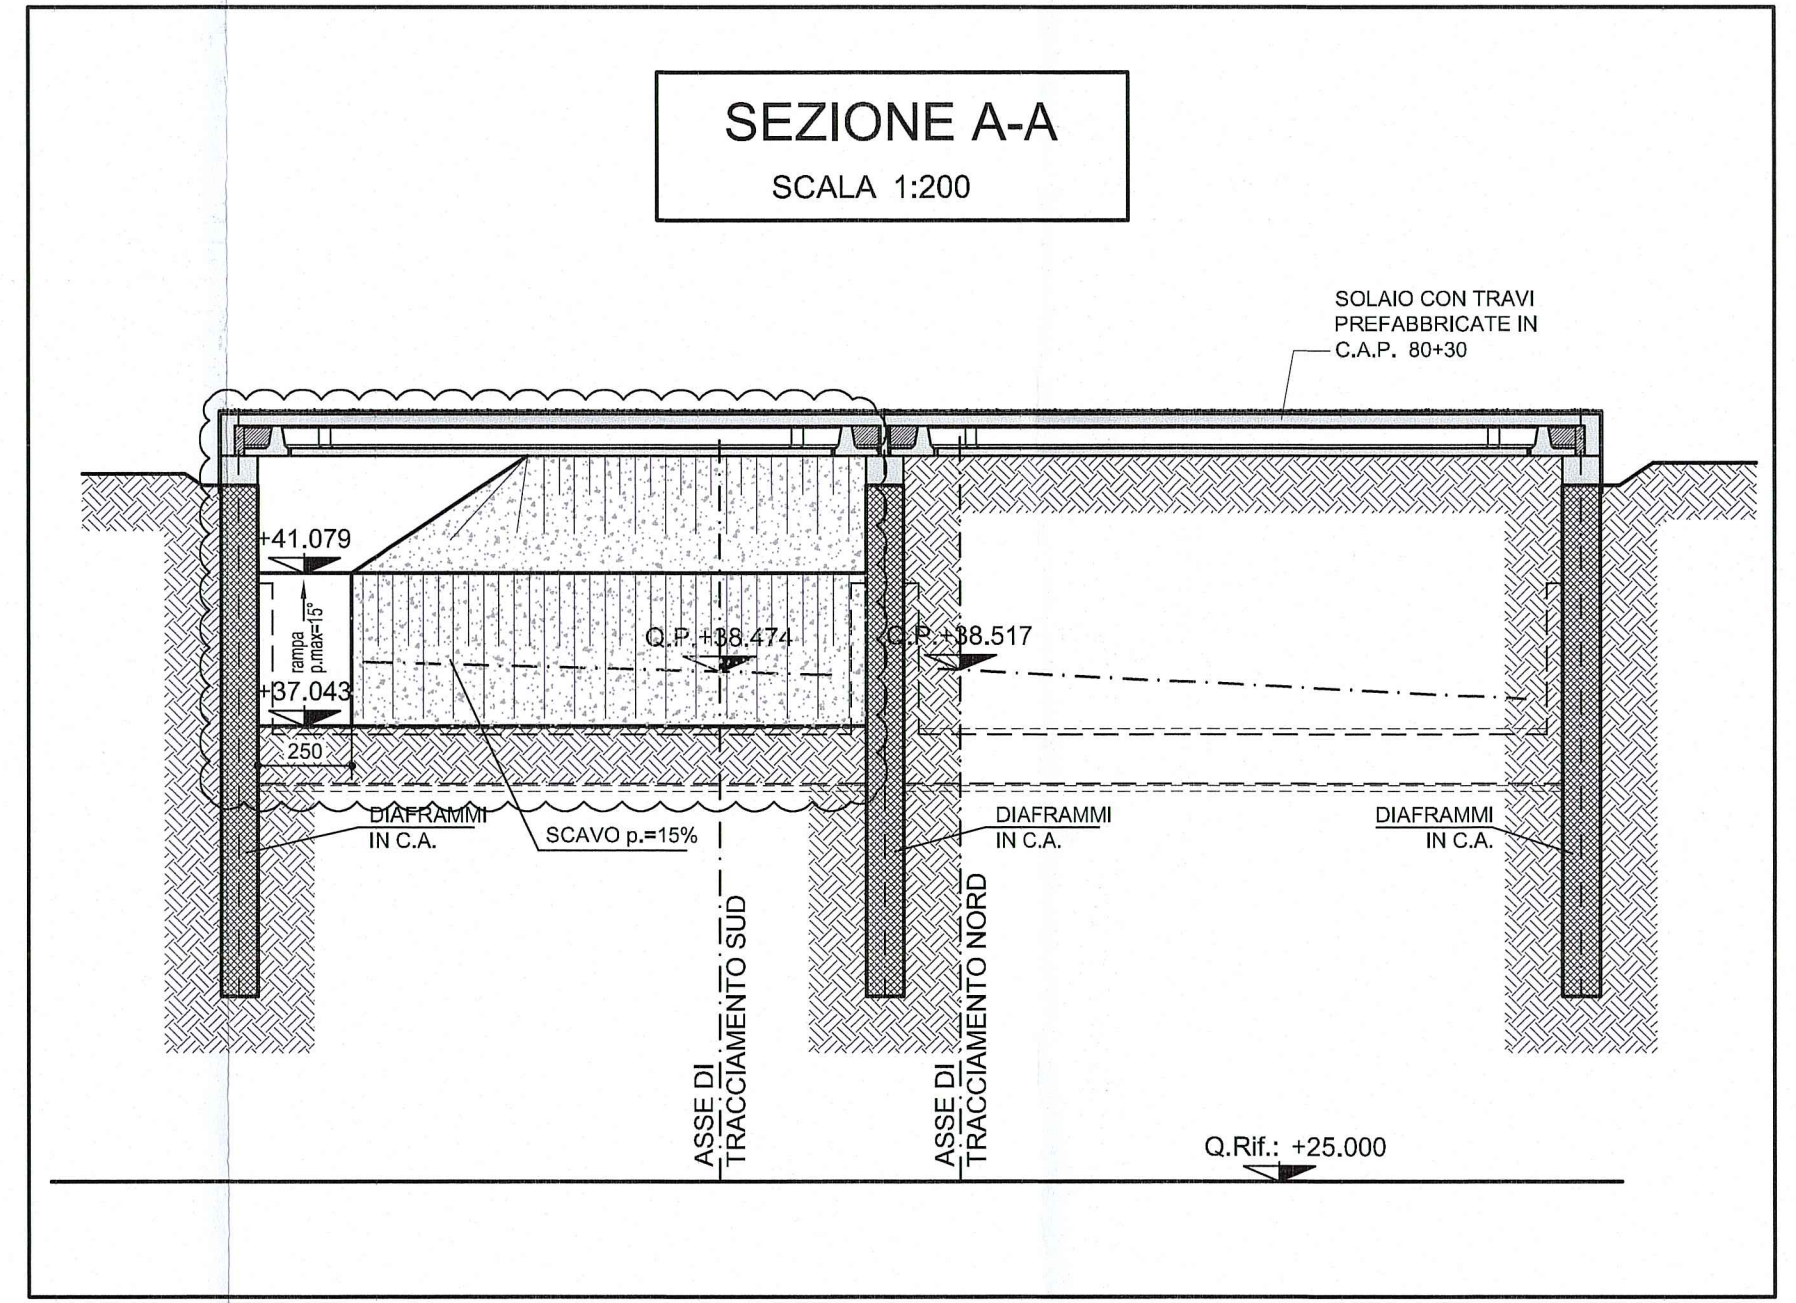 SEZIONE A-A
SCALA 1:200
SOLAIO CON TRAVI
PREFABBRICATE IN
C.A.P. 80+30
+41.079
rampa
p.max=15°
Q.P.+38.474
Q.P.+38.517
+37.043
250
DIAFRAMMI
IN C.A.
SCAVO p.=15%
DIAFRAMMI
IN C.A.
DIAFRAMMI
IN C.A.
ASSE DI
TRACCIAMENTO SUD
ASSE DI
TRACCIAMENTO NORD
Q.Rif.: +25.000